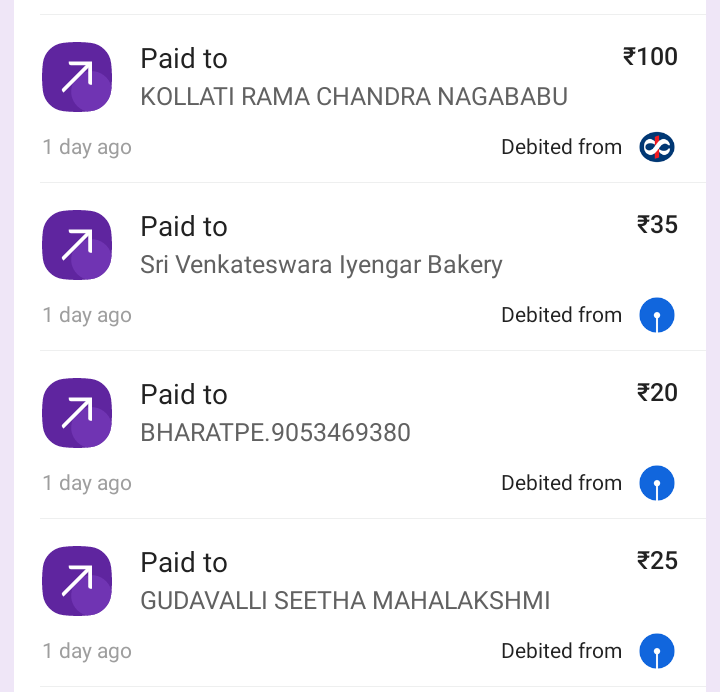 Paid to
₹100
KOLLATI RAMA CHANDRA NAGABABU
1 day ago
Debited from
Paid to
₹35
Sri Venkateswara Iyengar Bakery
1 day ago
Debited from
Paid to
₹20
BHARATPE.9053469380
1 day ago
Debited from
Paid to
₹25
GUDAVALLI SEETHA MAHALAKSHMI
1 day ago
Debited from